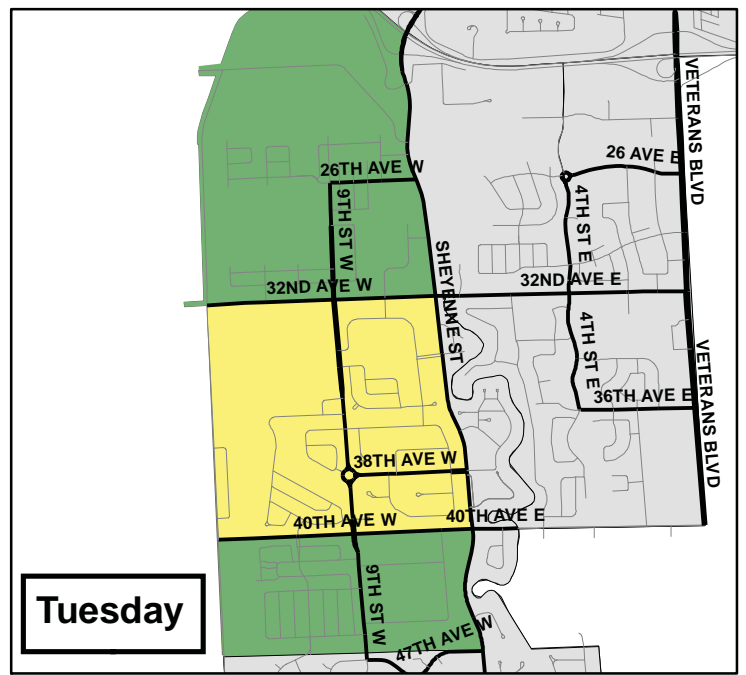 VETERANS BLVD
26 AVE E
26TH AVE W
9TH ST W
4TH ST E
SHEYENNE ST
32ND AVE W
32ND AVE E
4TH ST E
VETERANS BLVD
36TH AVE E
38TH AVE W
40TH AVE W
40TH AVE E
9TH ST W
47TH AVE W
Tuesday